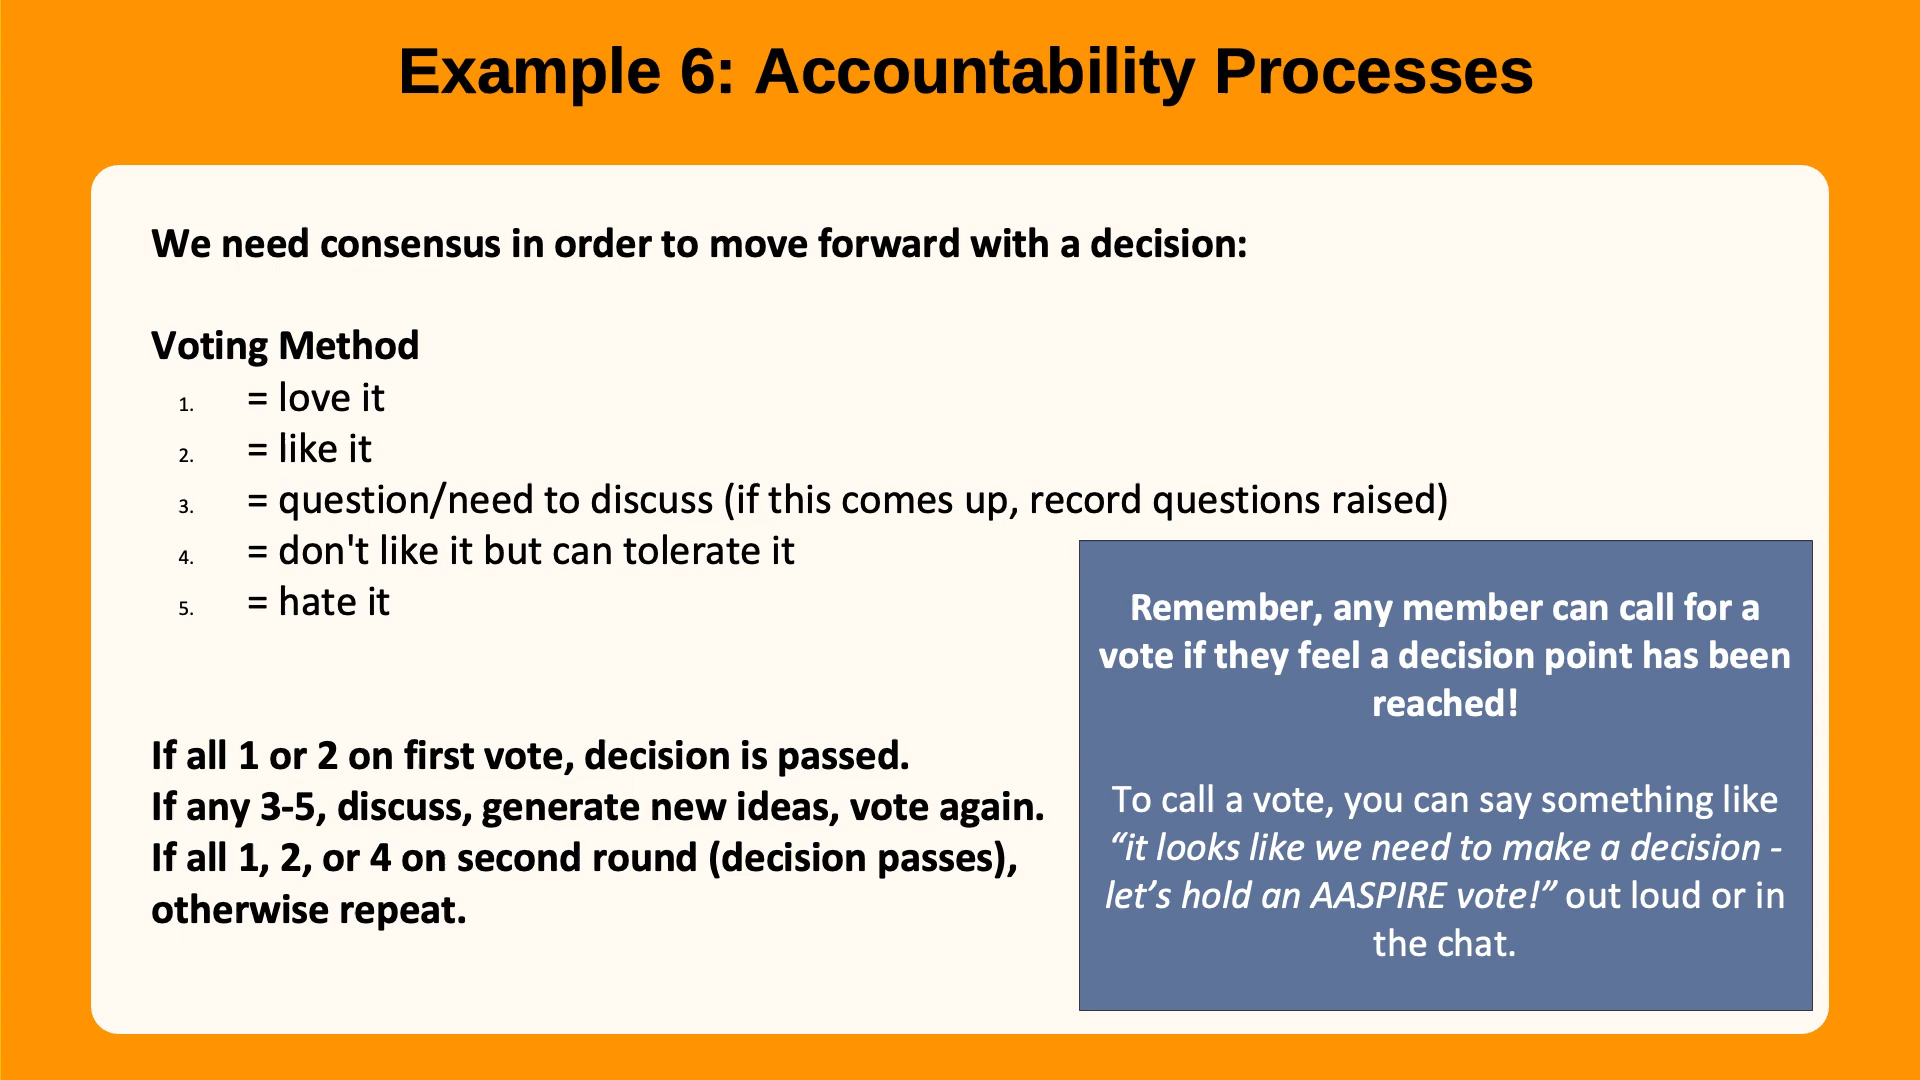 Example 6: Accountability Processes
We need consensus in order to move forward with a decision:
Voting Method
1. = love it
2. = like it
3. = question/need to discuss (if this comes up, record questions raised)
4. = don't like it but can tolerate it
5. = hate it
If all 1 or 2 on first vote, decision is passed.
If any 3-5, discuss, generate new ideas, vote again.
If all 1, 2, or 4 on second round (decision passes),
otherwise repeat.
Remember, any member can call for a
vote if they feel a decision point has been
reached!
To call a vote, you can say something like
“it looks like we need to make a decision -
let’s hold an AASPIRE vote!” out loud or in
the chat.